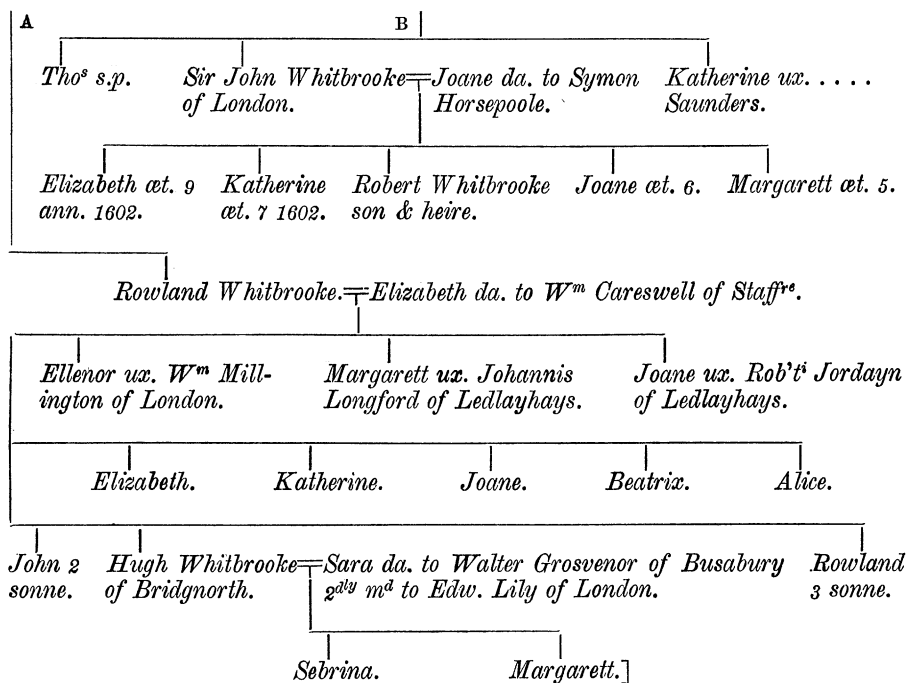 A B
Thos s.p. Sir John Whitbrooke Joane da. to Symon Katherine ux. . . . . .
of London. Horsepoole. Saunders.
Elizabeth æt. 9 Katherine Robert Whitbrooke Joane æt. 6. Margarett æt. 5.
ann. 1602. æt. 7 1602. son & heire.
Rowland Whitbrooke. Elizabeth da. to Wm Careswell of Staffre.
Ellenor ux. Wm Mill- Margarett ux. Johannis Joane ux. Rob'ti Jordayn
ington of London. Longford of Ledlayhays. of Ledlayhays.
Elizabeth. Katherine. Joane. Beatrix. Alice.
John 2 Hugh Whitbrooke Sara da. to Walter Grosvenor of Busabury Rowland
sonne. of Bridgnorth. 2dly md to Edw. Lily of London. 3 sonne.
Sebrina. Margarett.]